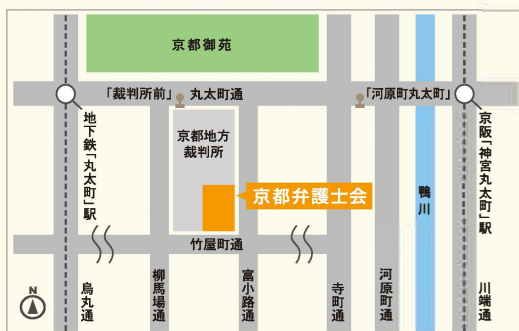 京都御苑
「裁判所前」
丸太町通
「河原町丸太町」
地下鉄「丸太町」駅
京都地方
裁判所
京都弁護士会
鴨川
京阪「神宮丸太町」駅
竹屋町通
N
烏丸通
柳馬場通
富小路通
寺町通
河原町通
川端通